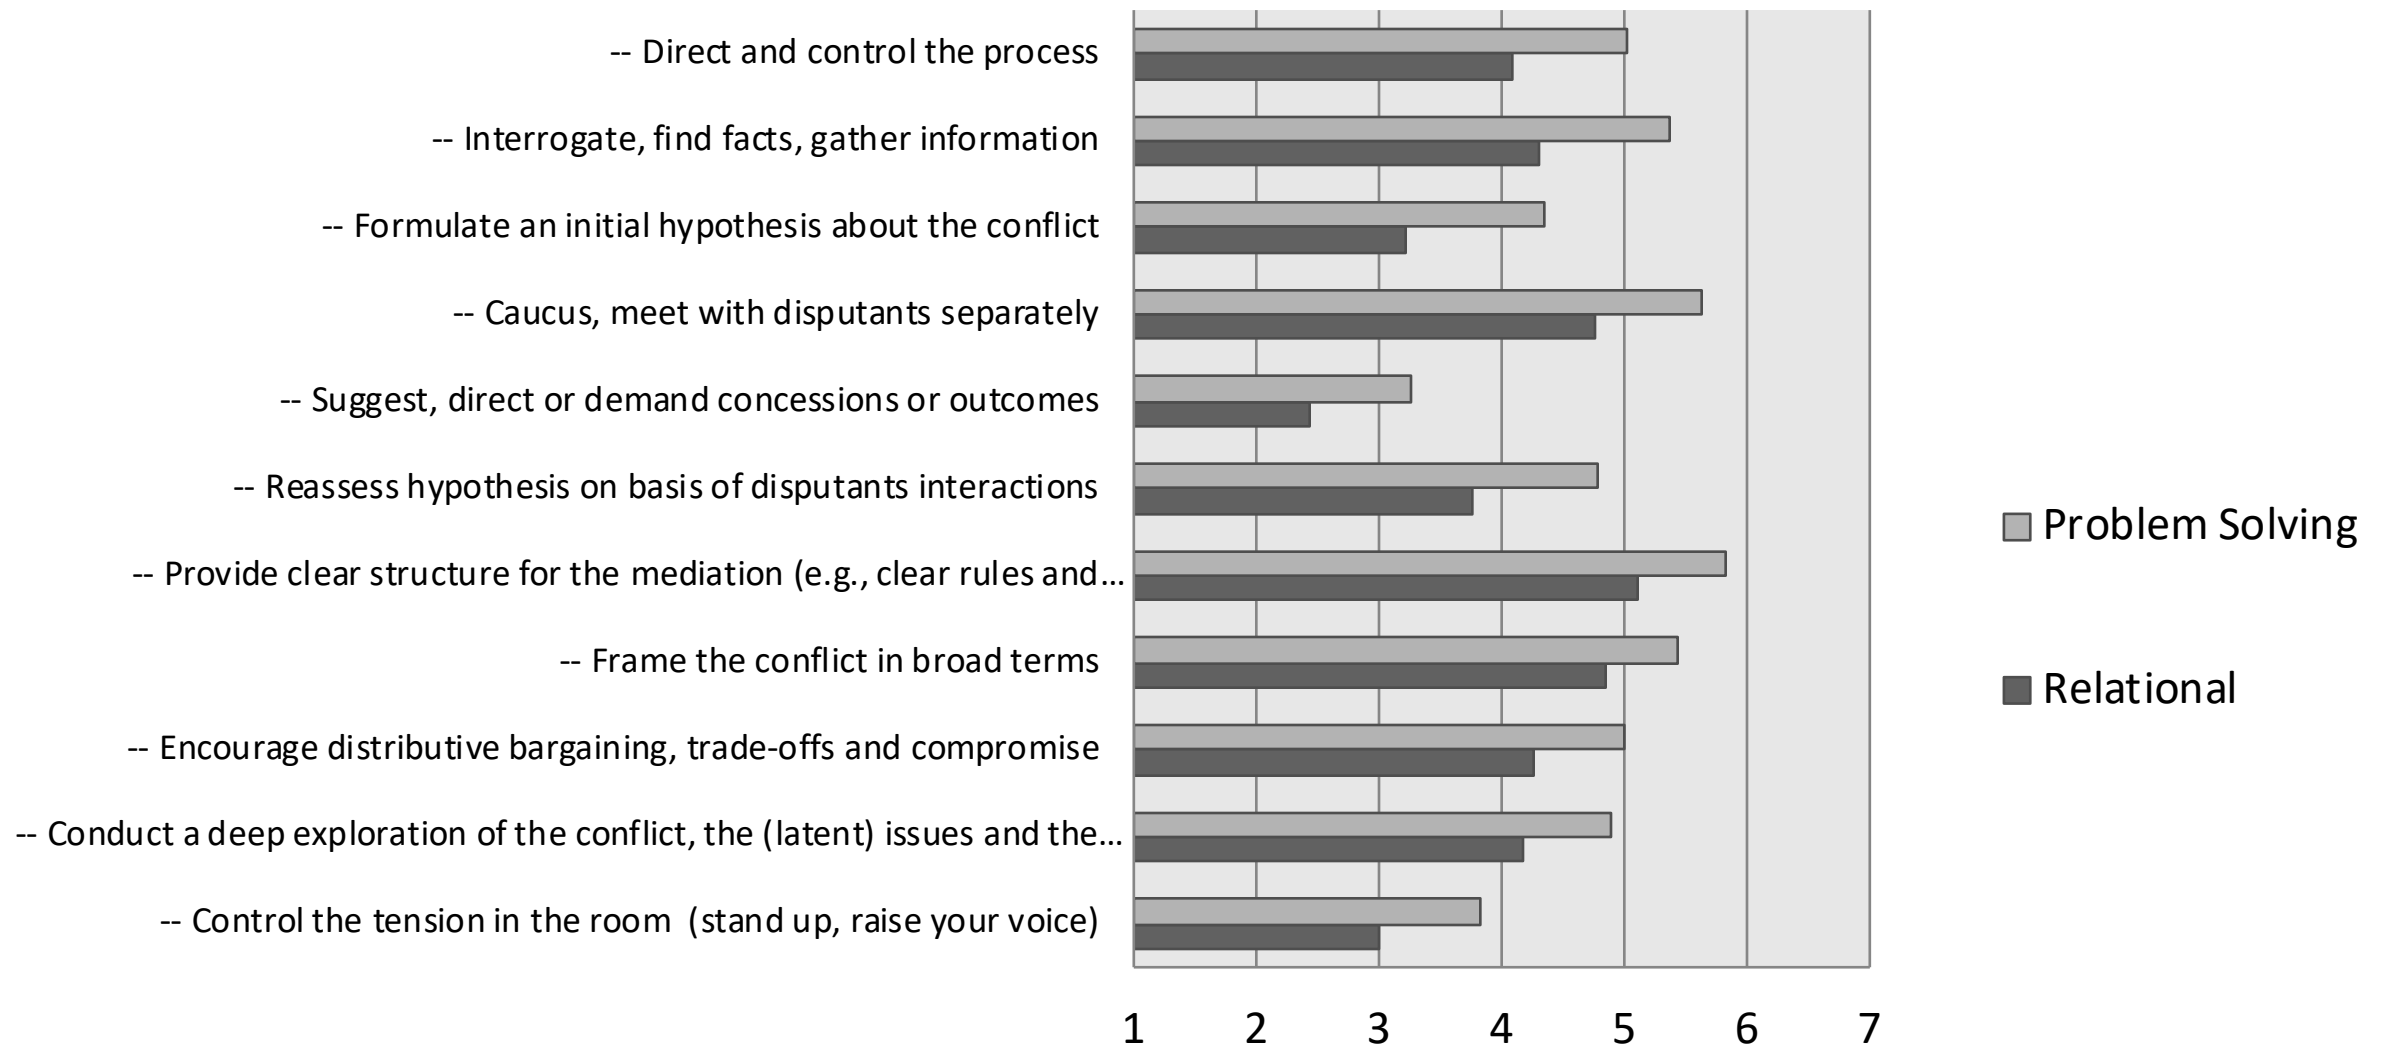 -- Direct and control the process
-- Interrogate, find facts, gather information
-- Formulate an initial hypothesis about the conflict
-- Caucus, meet with disputants separately
-- Suggest, direct or demand concessions or outcomes
-- Reassess hypothesis on basis of disputants interactions
-- Provide clear structure for the mediation (e.g., clear rules and...
-- Frame the conflict in broad terms
-- Encourage distributive bargaining, trade-offs and compromise
-- Conduct a deep exploration of the conflict, the (latent) issues and the...
-- Control the tension in the room (stand up, raise your voice)
1 2 3 4 5 6 7
Problem Solving
Relational